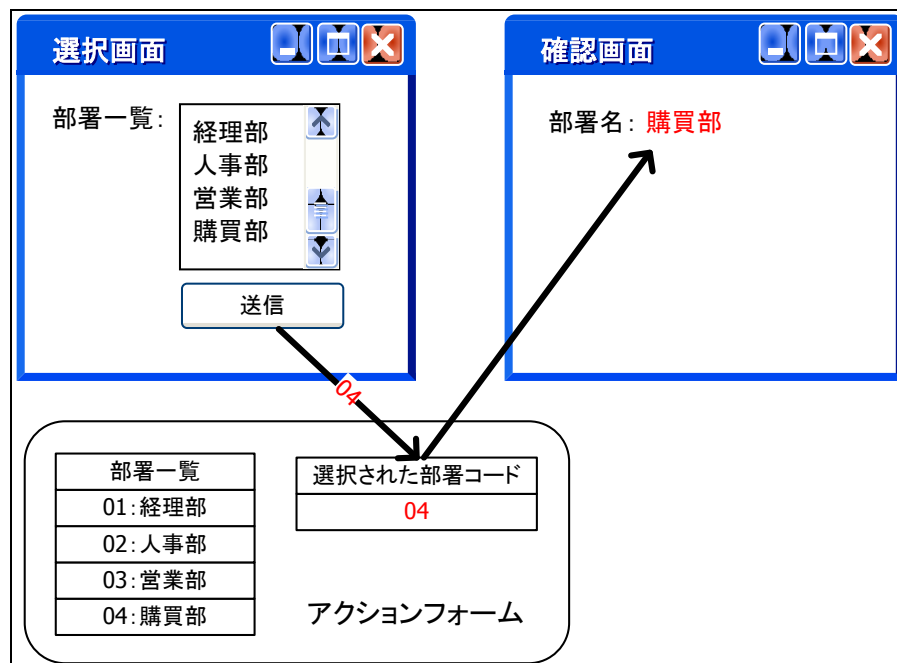 選択画面
部署一覧:
経理部
人事部
営業部
購買部
送信
確認画面
部署名: 購買部
04
部署一覧
01:経理部
02:人事部
03:営業部
04:購買部
選択された部署コード
04
アクションフォーム